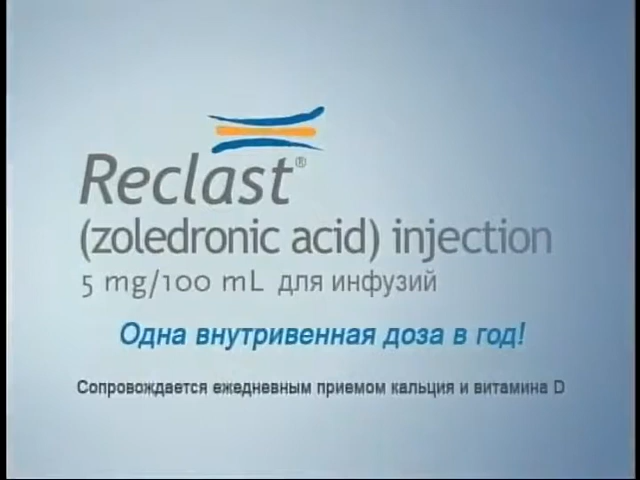 Reclast®
(zoledronic acid) injection
5 mg/100 mL для инфузий
Одна внутривенная доза в год!
Сопровождается ежедневным приемом кальция и витамина D